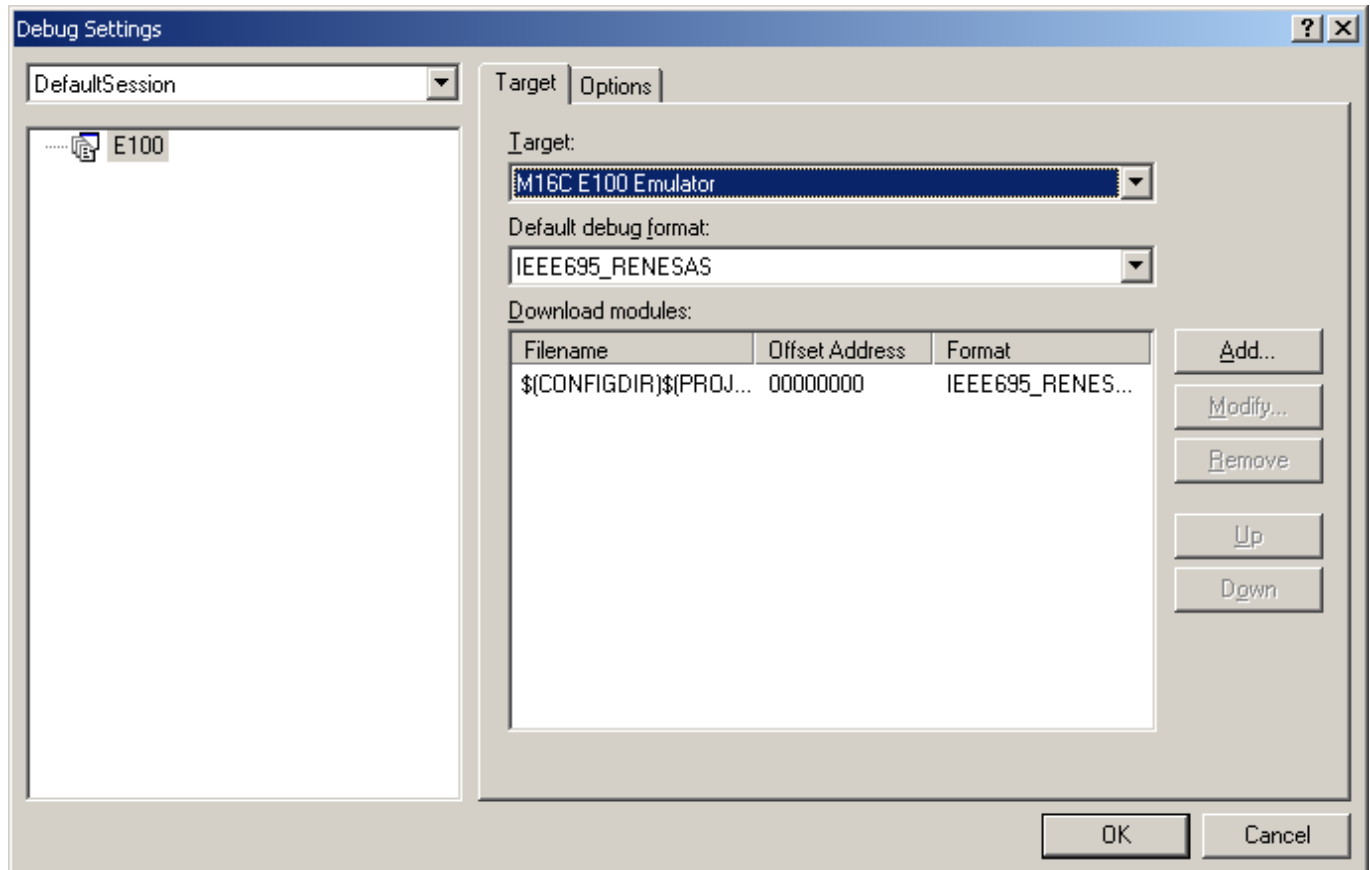 Debug Settings
DefaultSession
E100
Target Options
Target:
M16C E100 Emulator
Default debug format:
IEEE695_RENESAS
Download modules:
Filename Offset Address Format
$(CONFIGDIR)$(PROJ... 00000000 IEEE695_RENES...
Add...
Modify...
Remove
Up
Down
OK Cancel